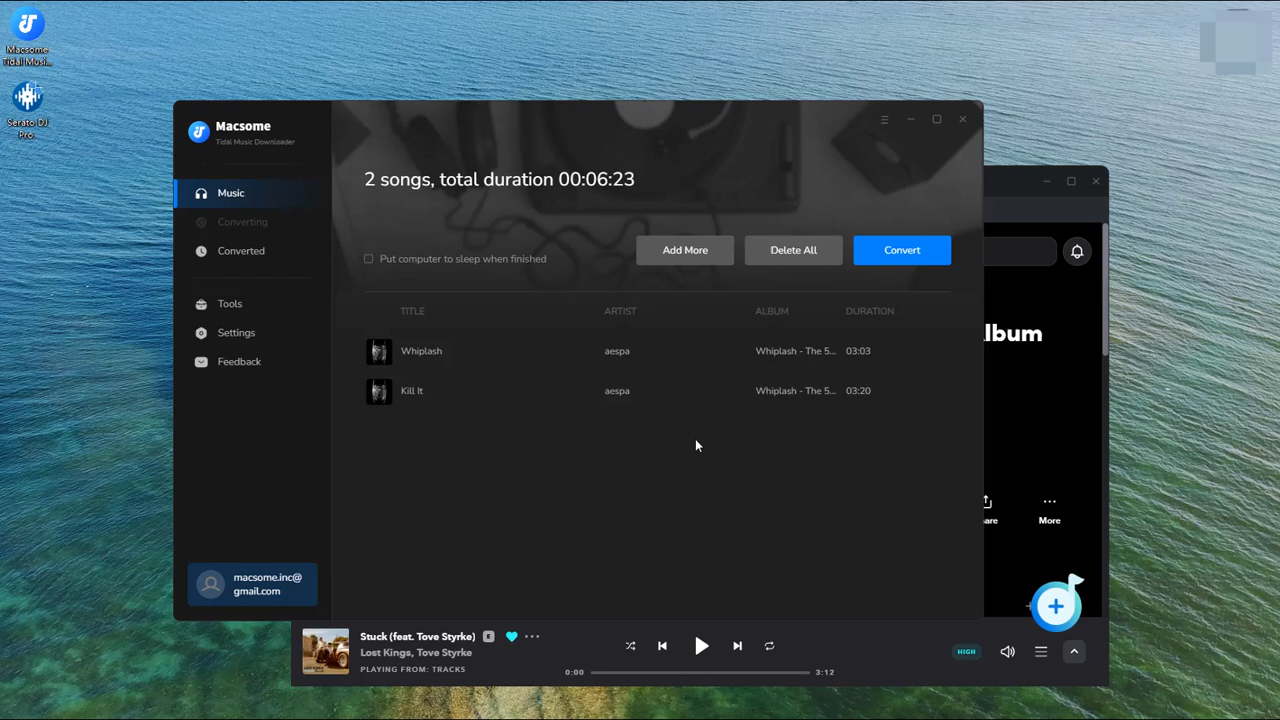 Macsome
Tidal Musi...
Serato DJ
Pro
Macsome
Tidal Music Downloader
Music
Converting
Converted
Tools
Settings
Feedback
macsome.inc@
gmail.com
2 songs, total duration 00:06:23
Put computer to sleep when finished
Add More
Delete All
Convert
TITLE ARTIST ALBUM DURATION
Whiplash aespa Whiplash - The 5... 03:03
Kill It aespa Whiplash - The 5... 03:20
lbum
are
More
Stuck (feat. Tove Styrke) E
Lost Kings, Tove Styrke
PLAYING FROM: TRACKS
0:00
3:12
HIGH